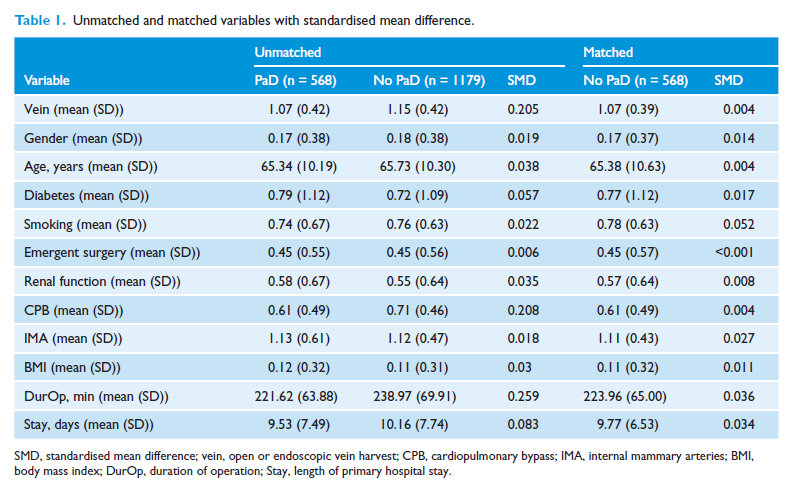 Table 1. Unmatched and matched variables with standardised mean difference.
Unmatched Matched
Variable PaD (n = 568) No PaD (n = 1179) SMD No PaD (n = 568) SMD
Vein (mean (SD)) 1.07 (0.42) 1.15 (0.42) 0.205 1.07 (0.39) 0.004
Gender (mean (SD)) 0.17 (0.38) 0.18 (0.38) 0.019 0.17 (0.37) 0.014
Age, years (mean (SD)) 65.34 (10.19) 65.73 (10.30) 0.038 65.38 (10.63) 0.004
Diabetes (mean (SD)) 0.79 (1.12) 0.72 (1.09) 0.057 0.77 (1.12) 0.017
Smoking (mean (SD)) 0.74 (0.67) 0.76 (0.63) 0.022 0.78 (0.63) 0.052
Emergent surgery (mean (SD)) 0.45 (0.55) 0.45 (0.56) 0.006 0.45 (0.57) <0.001
Renal function (mean (SD)) 0.58 (0.67) 0.55 (0.64) 0.035 0.57 (0.64) 0.008
CPB (mean (SD)) 0.61 (0.49) 0.71 (0.46) 0.208 0.61 (0.49) 0.004
IMA (mean (SD)) 1.13 (0.61) 1.12 (0.47) 0.018 1.11 (0.43) 0.027
BMI (mean (SD)) 0.12 (0.32) 0.11 (0.31) 0.03 0.11 (0.32) 0.011
DurOp, min (mean (SD)) 221.62 (63.88) 238.97 (69.91) 0.259 223.96 (65.00) 0.036
Stay, days (mean (SD)) 9.53 (7.49) 10.16 (7.74) 0.083 9.77 (6.53) 0.034
SMD, standardised mean difference; vein, open or endoscopic vein harvest; CPB, cardiopulmonary bypass; IMA, internal mammary arteries; BMI,
body mass index; DurOp, duration of operation; Stay, length of primary hospital stay.